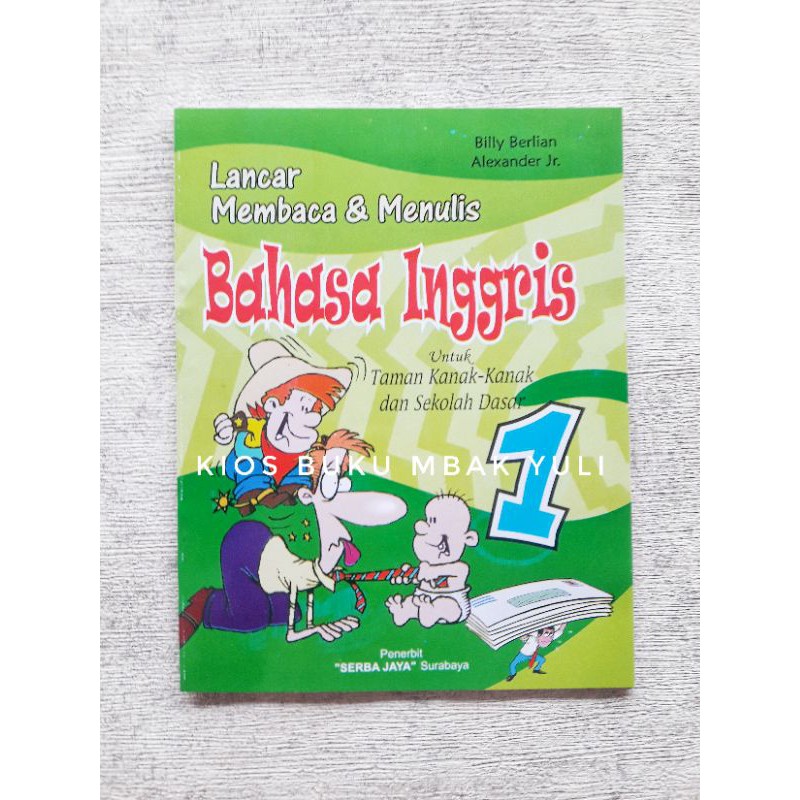 Billy Berlian
Alexander Jr.
Lancar
Membaca & Menulis
Bahasa Inggris
Untuk
Taman Kanak-Kanak
dan Sekolah Dasar
1
KIOS BUKU MBAK YULI
Penerbit
"SERBA JAYA" Surabaya